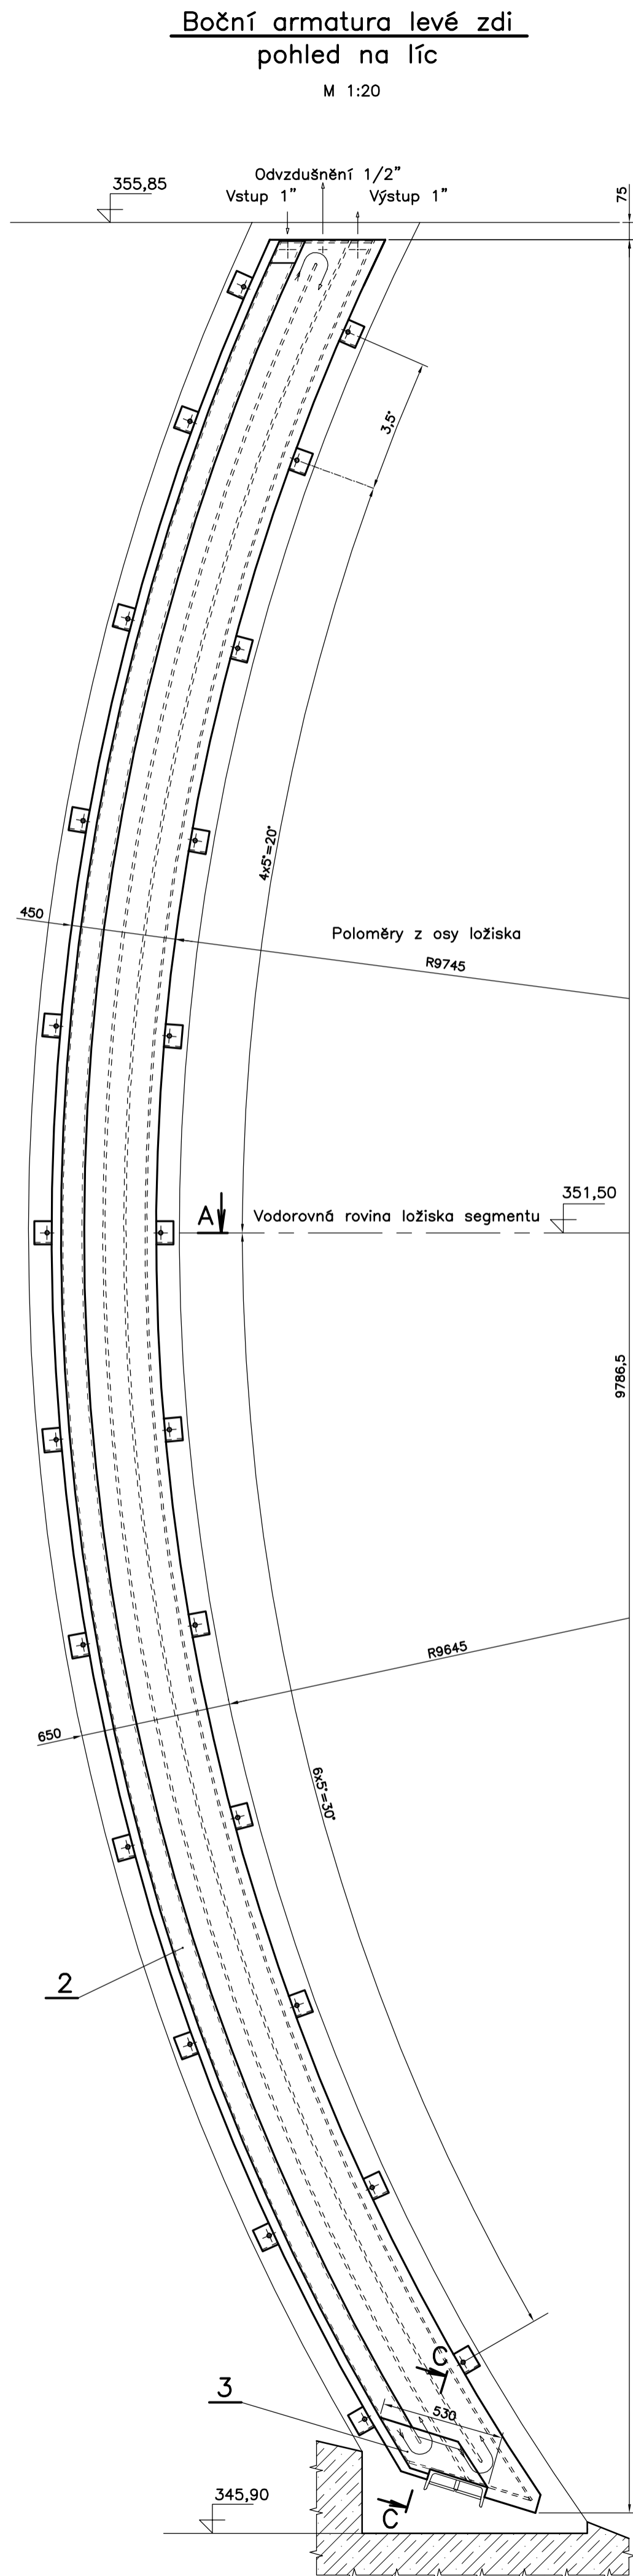 Boční armatura levé zdi
pohled na líc
M 1:20
Odvzdušnění 1/2"
355,85
Vstup 1"
Výstup 1"
75
3,5°
4x5°=20°
450
Poloměry z osy ložiska
R9745
A
Vodorovná rovina ložiska segmentu
351,50
9786,5
R9645
650
6x5°=30°
2
C
3
530
345,90
C